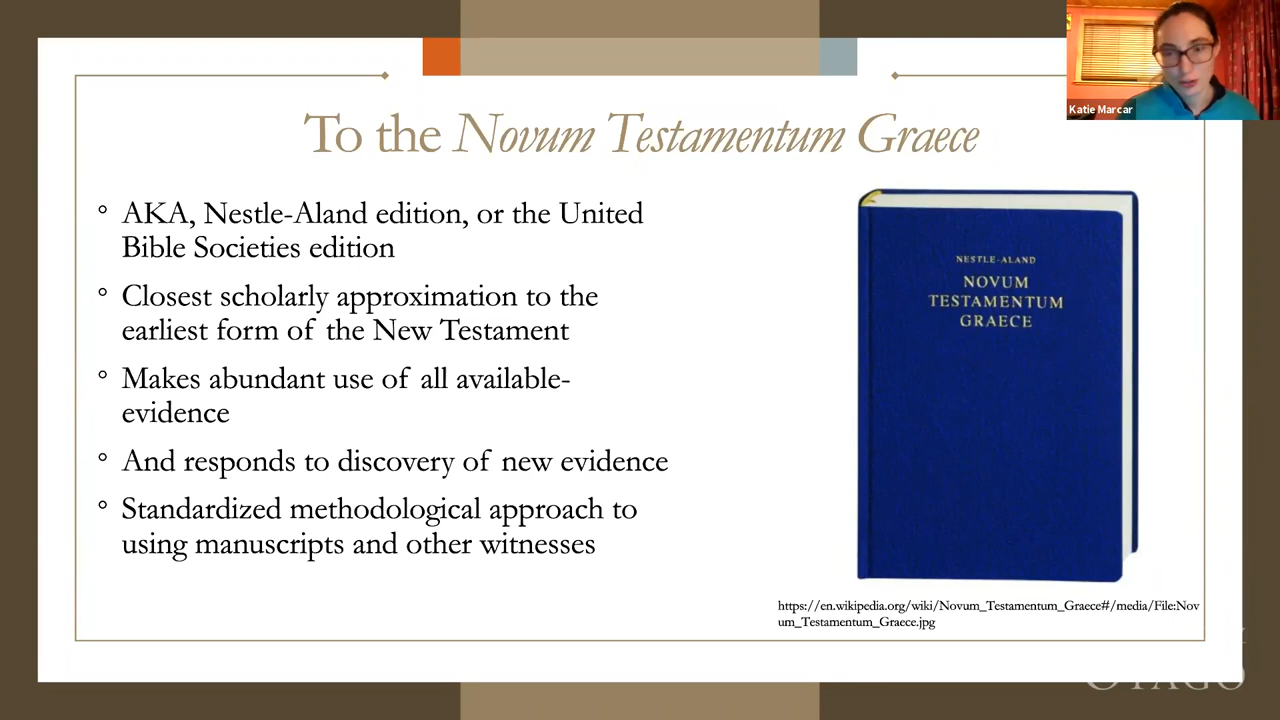 Katie Marcar
To the Novum Testamentum Graece
° AKA, Nestle-Aland edition, or the United
Bible Societies edition
° Closest scholarly approximation to the
earliest form of the New Testament
° Makes abundant use of all available-
evidence
° And responds to discovery of new evidence
° Standardized methodological approach to
using manuscripts and other witnesses
NESTLE-ALAND
NOVUM
TESTAMENTUM
GRAECE
https://en.wikipedia.org/wiki/Novum_Testamentum_Graece#/media/File:Nov
um_Testamentum_Graece.jpg